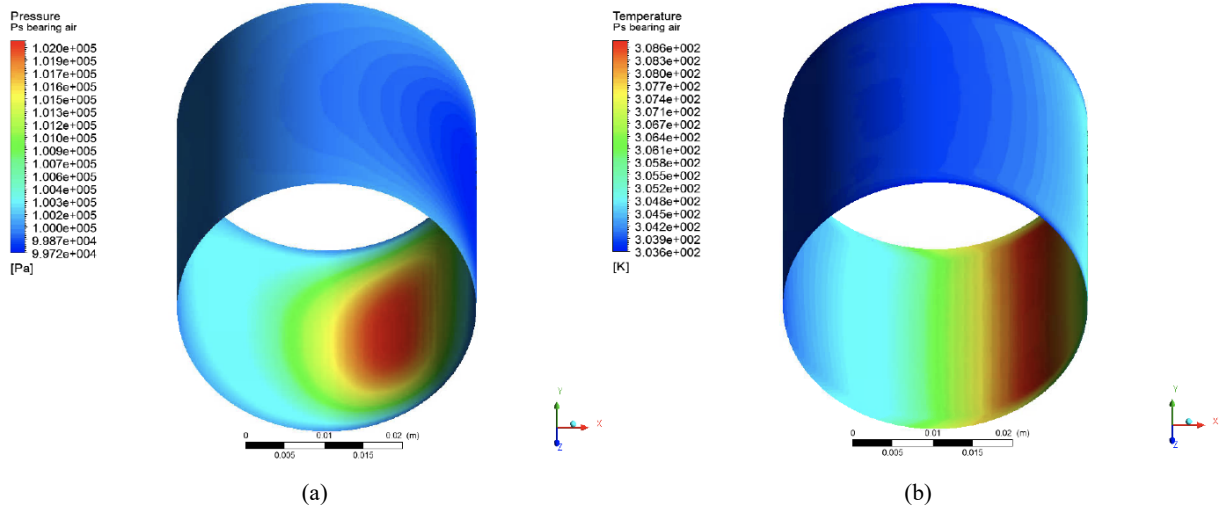 Pressure
Ps bearing air
1.020e+005
1.019e+005
1.017e+005
1.016e+005
1.015e+005
1.013e+005
1.012e+005
1.010e+005
1.009e+005
1.007e+005
1.006e+005
1.004e+005
1.003e+005
1.002e+005
1.000e+005
9.987e+004
9.972e+004
[Pa]
0 0.01 0.02 (m)
0.005 0.015
Y
X
Z
(a)
Temperature
Ps bearing air
3.086e+002
3.083e+002
3.080e+002
3.077e+002
3.074e+002
3.071e+002
3.067e+002
3.064e+002
3.061e+002
3.058e+002
3.055e+002
3.052e+002
3.048e+002
3.045e+002
3.042e+002
3.039e+002
3.036e+002
[K]
0 0.01 0.02 (m)
0.005 0.015
Y
X
Z
(b)